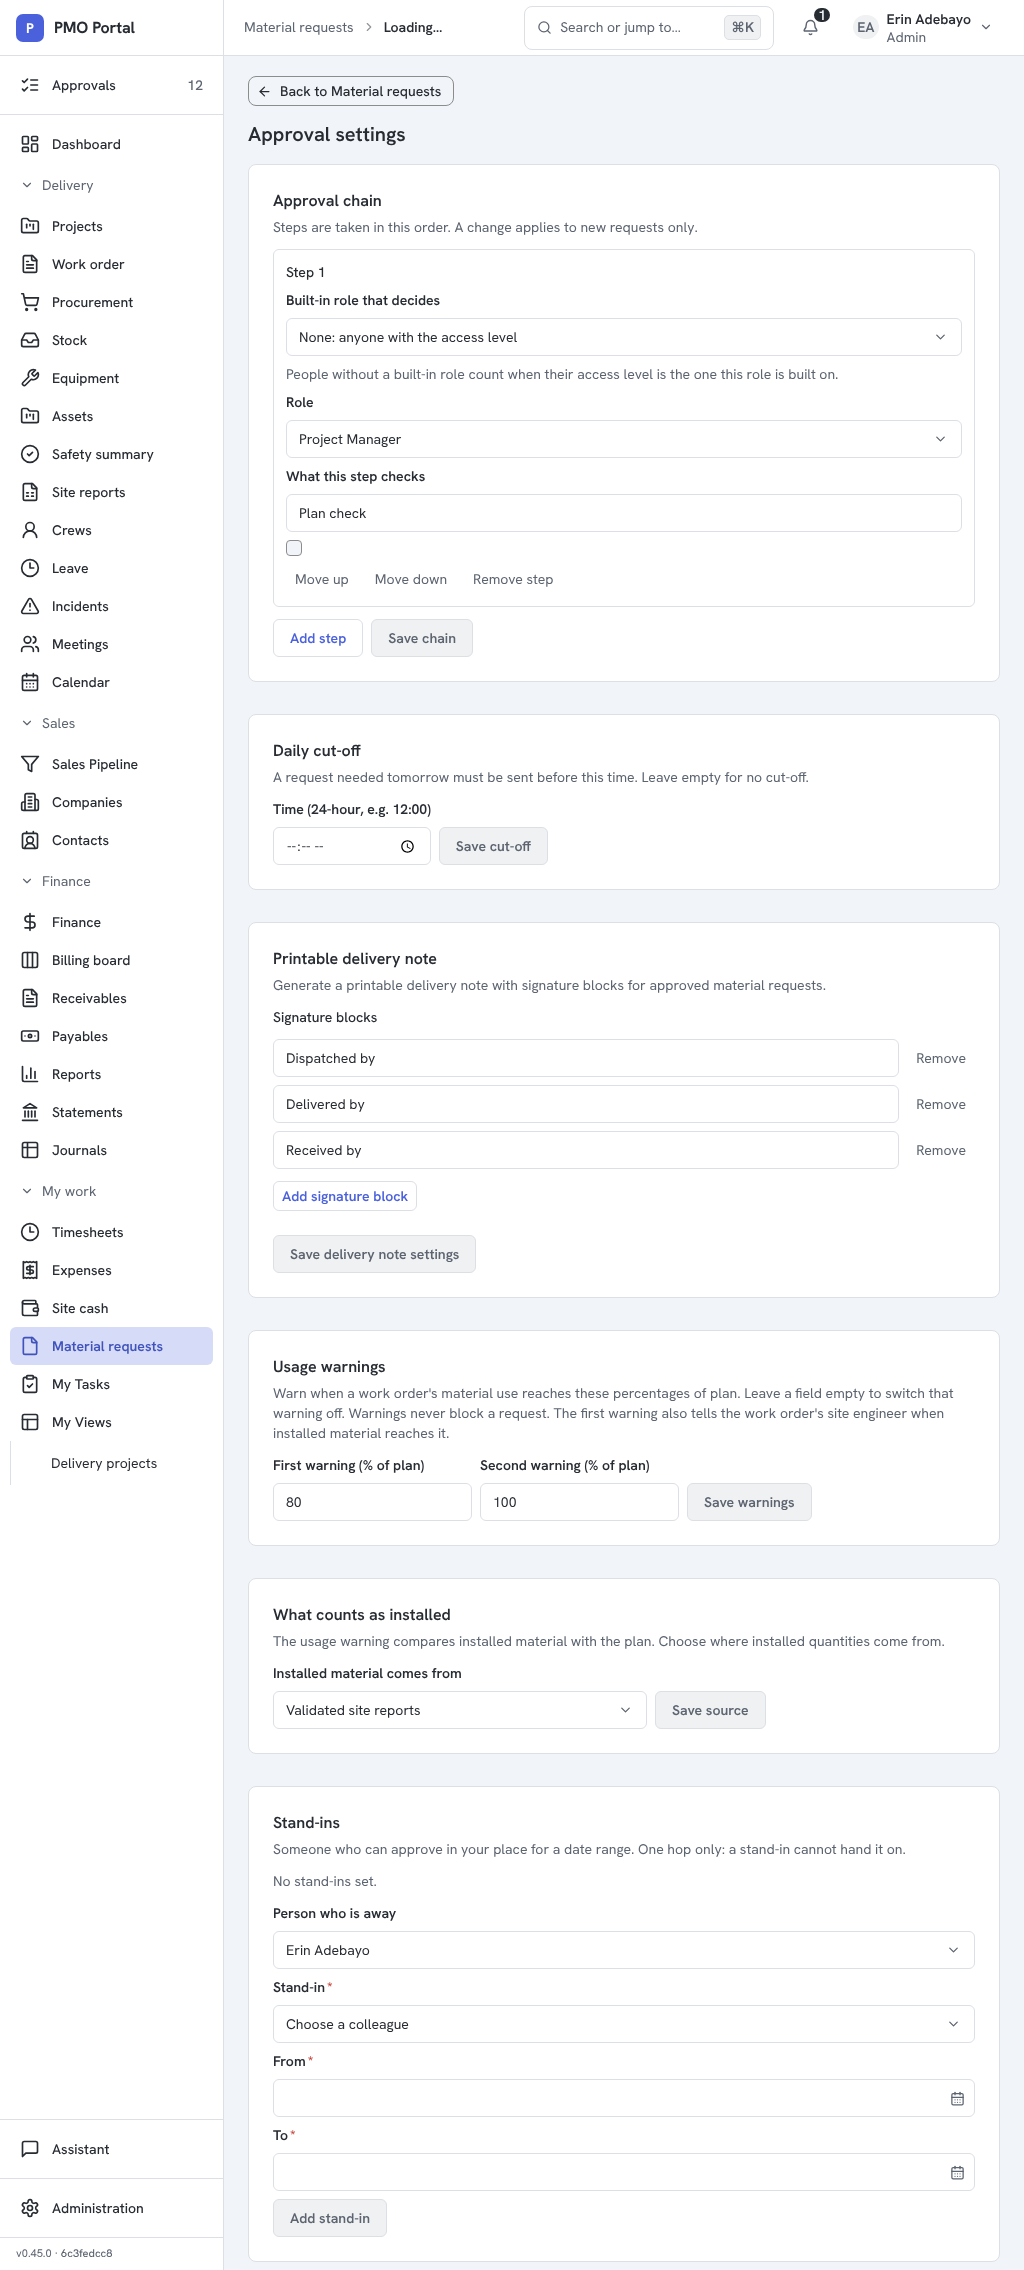 P PMO Portal
Material requests > Loading...
Search or jump to... ⌘K
1
EA Erin Adebayo
Admin
Approvals 12
Dashboard
Delivery
Projects
Work order
Procurement
Stock
Equipment
Assets
Safety summary
Site reports
Crews
Leave
Incidents
Meetings
Calendar
Sales
Sales Pipeline
Companies
Contacts
Finance
Finance
Billing board
Receivables
Payables
Reports
Statements
Journals
My work
Timesheets
Expenses
Site cash
Material requests
My Tasks
My Views
Delivery projects
Assistant
Administration
v0.45.0 · 6c3fedcc8
Back to Material requests
Approval settings
Approval chain
Steps are taken in this order. A change applies to new requests only.
Step 1
Built-in role that decides
None: anyone with the access level
People without a built-in role count when their access level is the one this role is built on.
Role
Project Manager
What this step checks
Plan check
Move up Move down Remove step
Add step Save chain
Daily cut-off
A request needed tomorrow must be sent before this time. Leave empty for no cut-off.
Time (24-hour, e.g. 12:00)
--:-- -- Save cut-off
Printable delivery note
Generate a printable delivery note with signature blocks for approved material requests.
Signature blocks
Dispatched by Remove
Delivered by Remove
Received by Remove
Add signature block
Save delivery note settings
Usage warnings
Warn when a work order's material use reaches these percentages of plan. Leave a field empty to switch that
warning off. Warnings never block a request. The first warning also tells the work order's site engineer when
installed material reaches it.
First warning (% of plan) Second warning (% of plan)
80 100 Save warnings
What counts as installed
The usage warning compares installed material with the plan. Choose where installed quantities come from.
Installed material comes from
Validated site reports Save source
Stand-ins
Someone who can approve in your place for a date range. One hop only: a stand-in cannot hand it on.
No stand-ins set.
Person who is away
Erin Adebayo
Stand-in *
Choose a colleague
From *
To *
Add stand-in